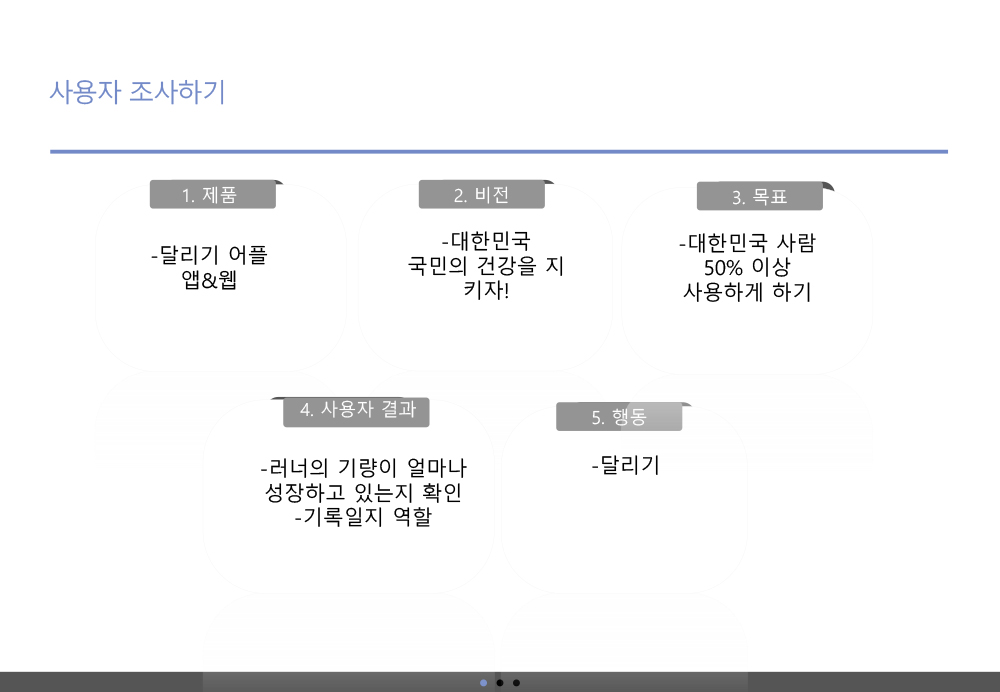 사용자 조사하기
1. 제품
-달리기 어플
앱&웹
2. 비전
-대한민국
국민의 건강을 지
키자!
3. 목표
-대한민국 사람
50% 이상
사용하게 하기
4. 사용자 결과
-러너의 기량이 얼마나
성장하고 있는지 확인
-기록일지 역할
5. 행동
-달리기